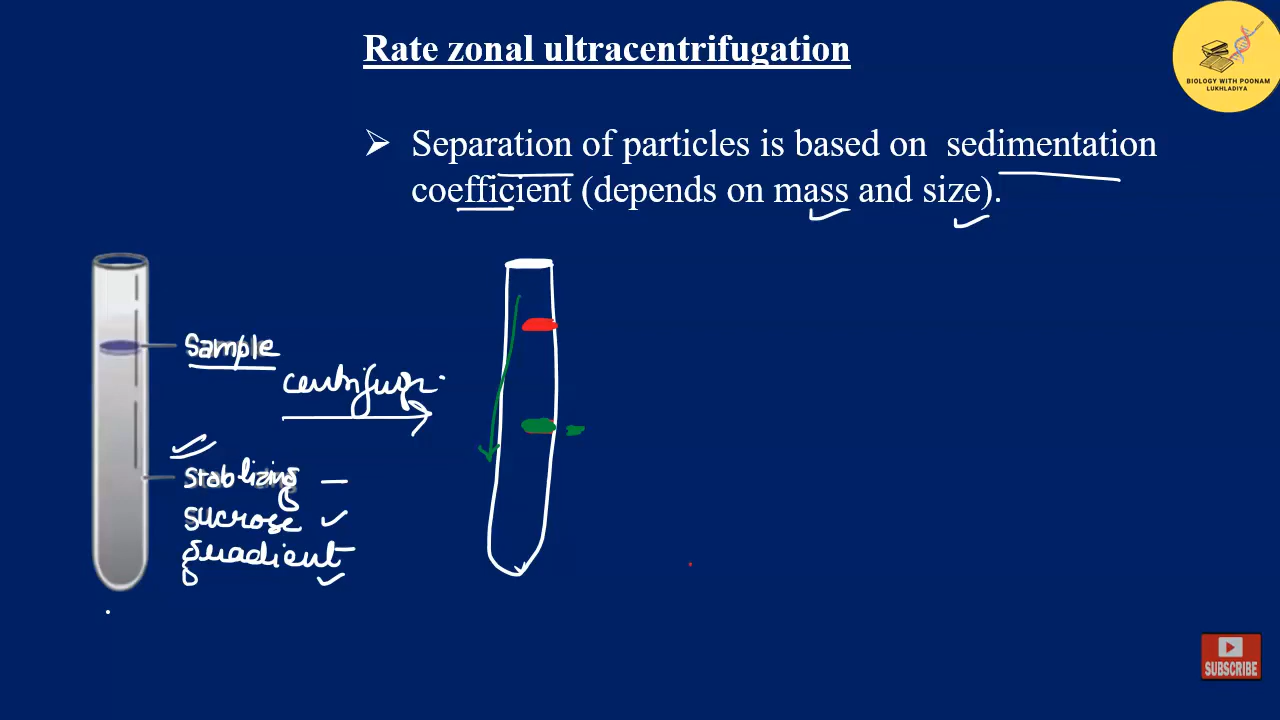 Rate zonal ultracentrifugation
BIOLOGY WITH POONAM
LUKHLADIYA
➤ Separation of particles is based on sedimentation
coefficient (depends on mass and size).
Sample
Stablizing
Sucrose
gradient
SUBSCRIBE